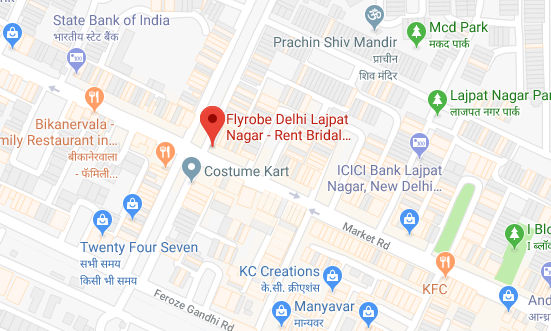 State Bank of India
भारतीय स्टेट बैंक
Prachin Shiv Mandir
प्राचीन
शिव मंदिर
Mcd Park
मकद पार्क
Lajpat Nagar Par
लाजपत नगर पार्क
Bikanervala -
mily Restaurant in...
बीकानेरवाला
- फॅमिली...
Flyrobe Delhi Lajpat
Nagar - Rent Bridal...
Costume Kart
ICICI Bank Lajpat
Nagar, New Delhi...
Market Rd
Twenty Four Seven
सभी समय
किसी भी समय
KC Creations
के.सी. क्रीएशंस
KFC
I Blo
I ब्लॉ
Feroze Gandhi Rd
Manyavar
मान्यवर
And
आन्ध्र